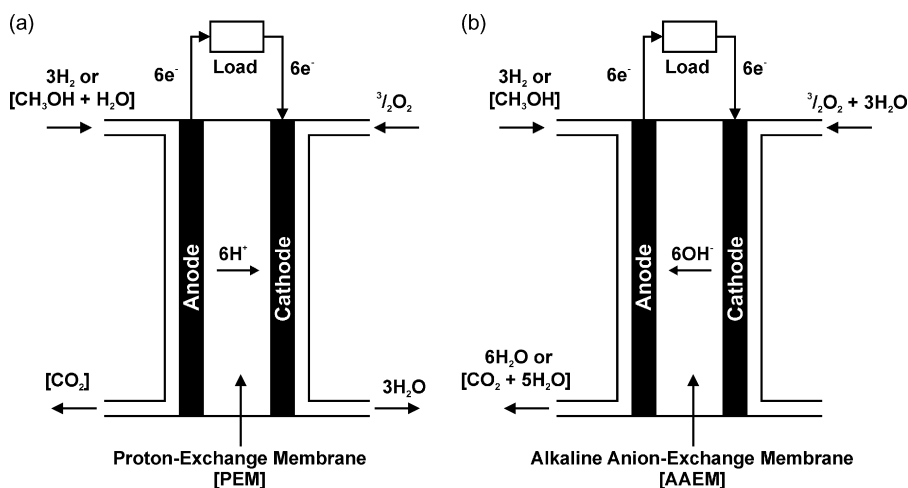 (a)
6e⁻
Load
6e⁻
3H₂ or
[CH₃OH + H₂O]
³/₂O₂
Anode
6H⁺
Cathode
[CO₂]
3H₂O
Proton-Exchange Membrane
[PEM]
(b)
6e⁻
Load
6e⁻
3H₂ or
[CH₃OH]
³/₂O₂ + 3H₂O
Anode
6OH⁻
Cathode
6H₂O or
[CO₂ + 5H₂O]
Alkaline Anion-Exchange Membrane
[AAEM]